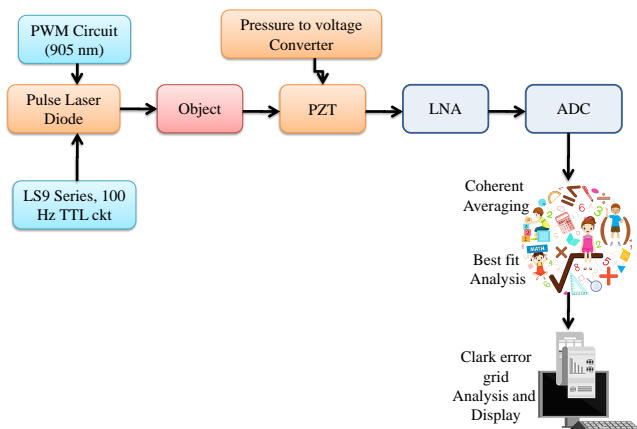 PWM Circuit
(905 nm)
Pressure to voltage
Converter
Pulse Laser
Diode
Object
PZT
LNA
ADC
LS9 Series, 100
Hz TTL ckt
Coherent
Averaging
Best fit
Analysis
MATH
Clark error
grid
Analysis and
Display